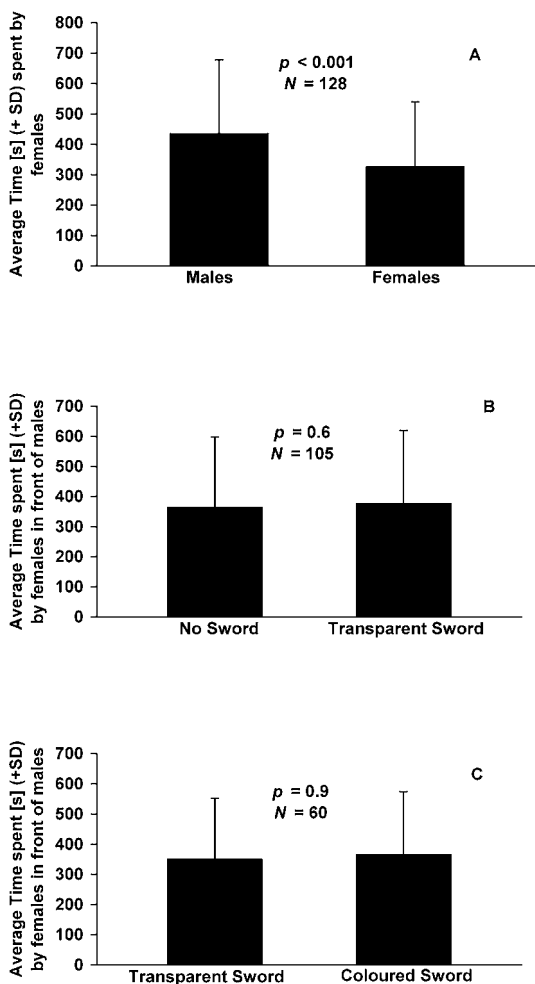 Average Time [s] (+ SD) spent by
females
800
700
600
500
400
300
200
100
0
p < 0.001
N = 128
A
Males Females
Average Time spent [s] (+SD)
by females in front of males
700
600
500
400
300
200
100
0
p = 0.6
N = 105
B
No Sword Transparent Sword
Average Time spent [s] (+SD)
by females in front of males
700
600
500
400
300
200
100
0
p = 0.9
N = 60
C
Transparent Sword Coloured Sword